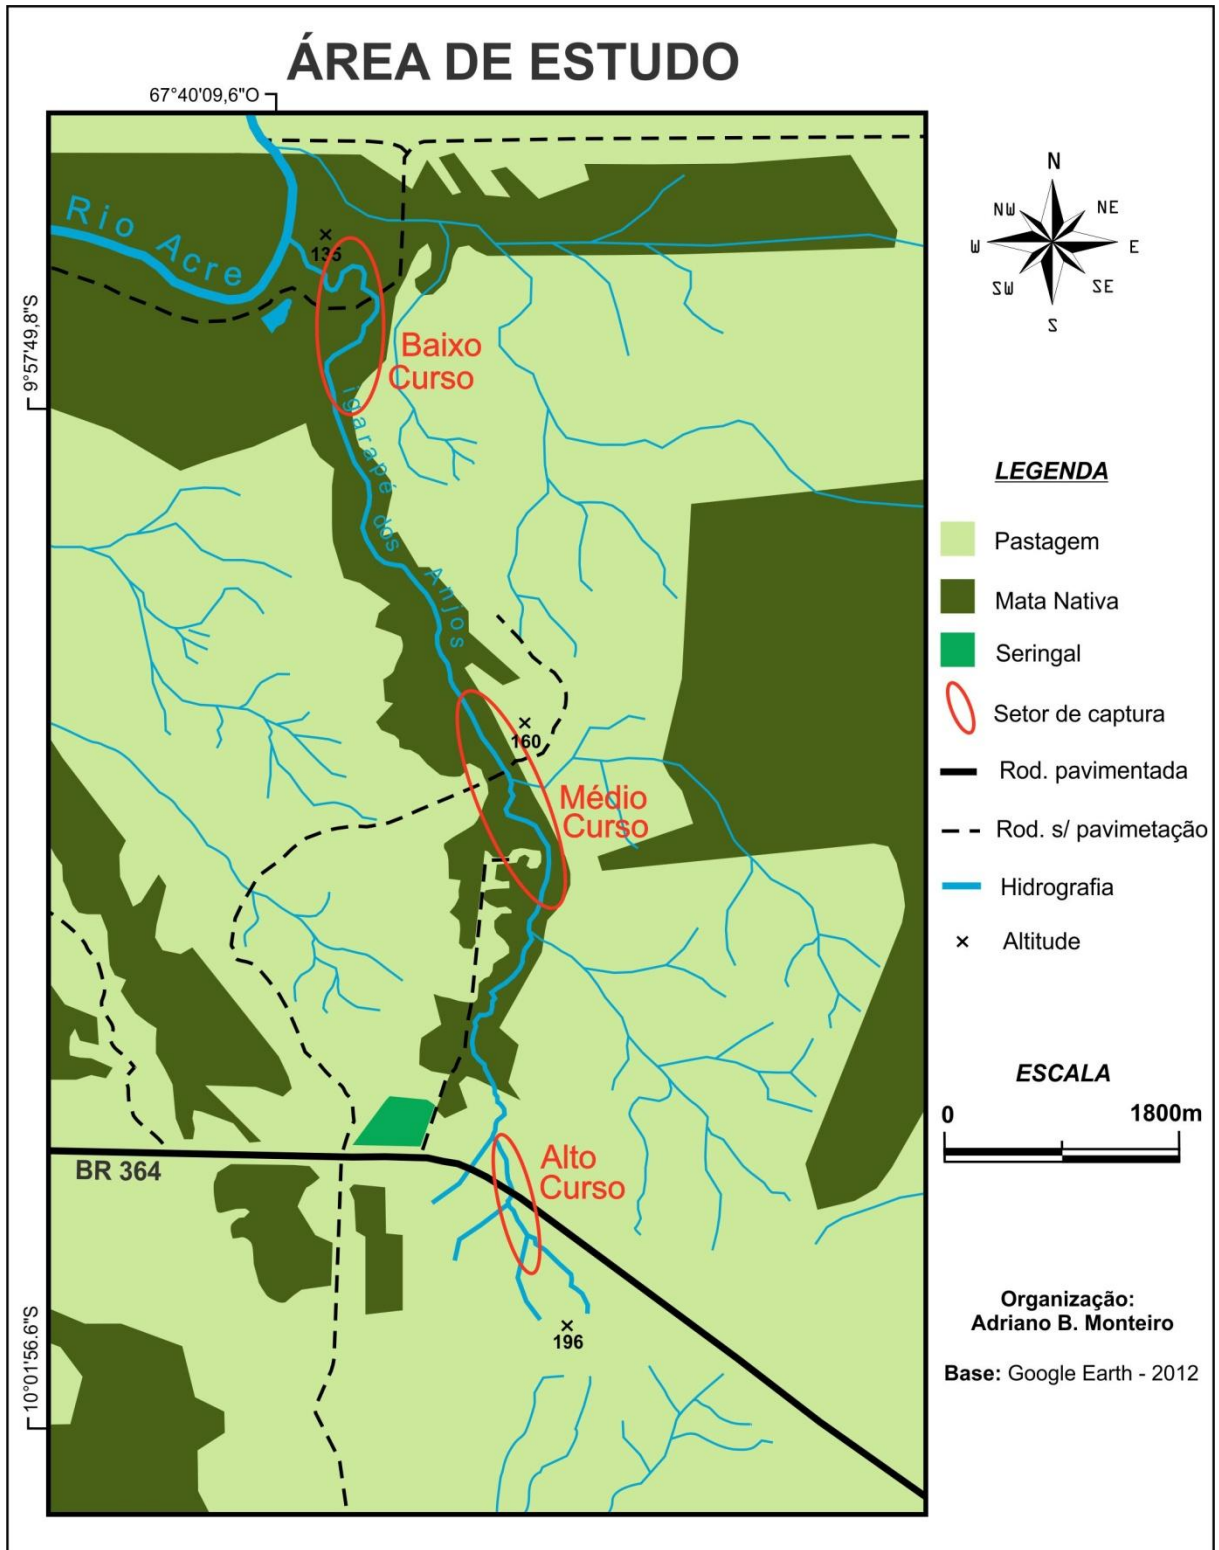 ÁREA DE ESTUDO
67°40'09,6"O
9°57'49,8"S
10°01'56.6"S
Rio Acre
135
Baixo
Curso
Igarapé dos Anjos
160
Médio
Curso
Alto
Curso
BR 364
196
N
NW
NE
W
E
SW
SE
S
LEGENDA
Pastagem
Mata Nativa
Seringal
Setor de captura
Rod. pavimentada
Rod. s/ pavimetação
Hidrografia
Altitude
ESCALA
0 1800m
Organização:
Adriano B. Monteiro
Base: Google Earth - 2012